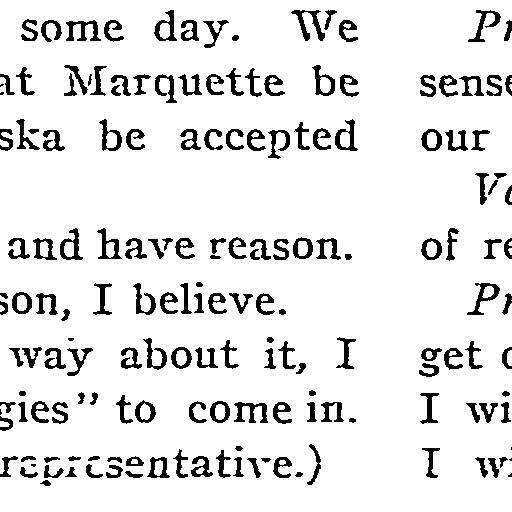 some day. We
at Marquette be
ska be accepted
and have reason.
son, I believe.
way about it, I
gies" to come in.
representative.)
Pr
sense
our
Vo
of re
Pr
get o
I wi
I wi